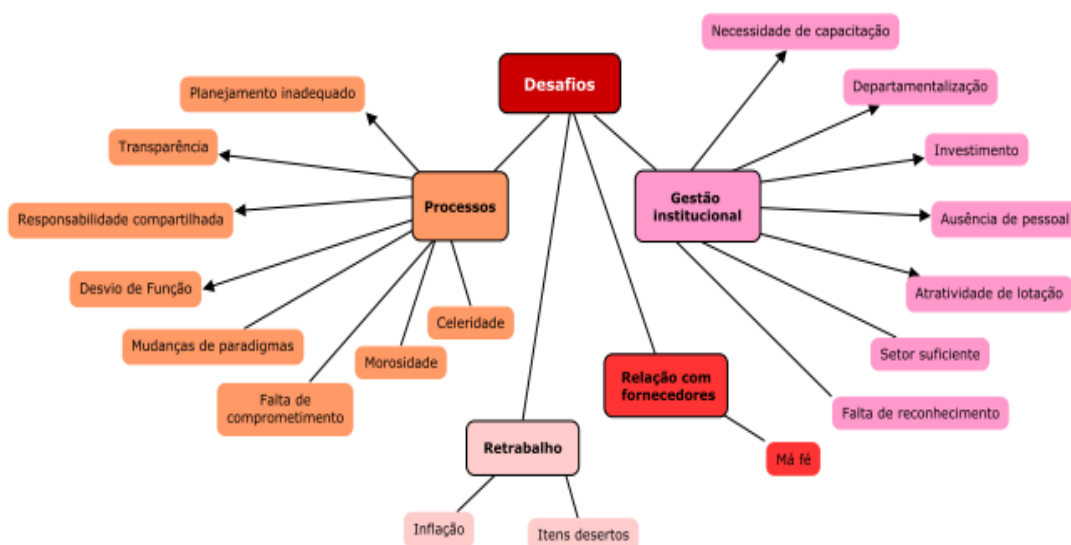 Necessidade de capacitação
Desafios
Departamentalização
Planejamento inadequado
Transparência
Investimento
Processos
Gestão
institucional
Responsabilidade compartilhada
Ausência de pessoal
Desvio de Função
Atratividade de lotação
Celeridade
Mudanças de paradigmas
Morosidade
Setor suficiente
Relação com
fornecedores
Falta de
comprometimento
Falta de reconhecimento
Retrabalho
Má fé
Inflação
Itens desertos